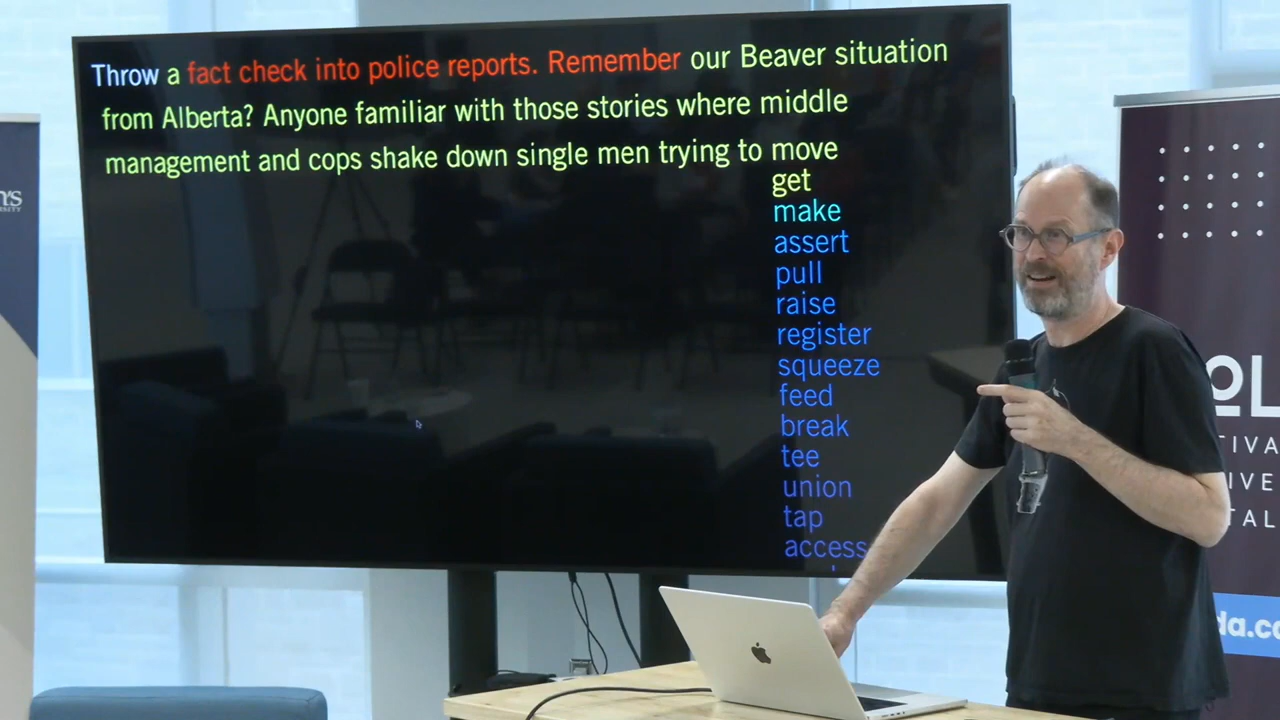 Throw a fact check into police reports. Remember our Beaver situation
from Alberta? Anyone familiar with those stories where middle
management and cops shake down single men trying to move
get
make
assert
pull
raise
register
squeeze
feed
break
tee
union
tap
access